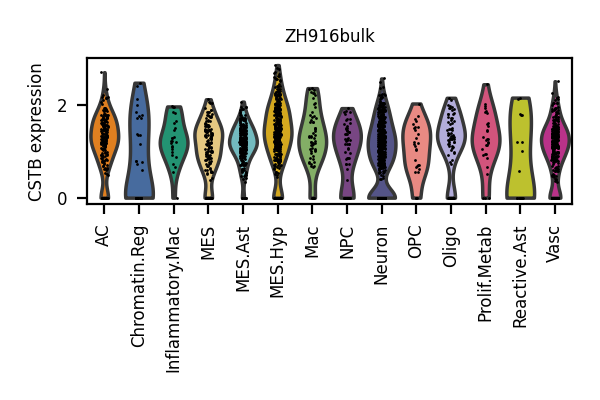 ZH916bulk
CSTB expression
2
0
AC
Chromatin.Reg
Inflammatory.Mac
MES
MES.Ast
MES.Hyp
Mac
NPC
Neuron
OPC
Oligo
Prolif.Metab
Reactive.Ast
Vasc